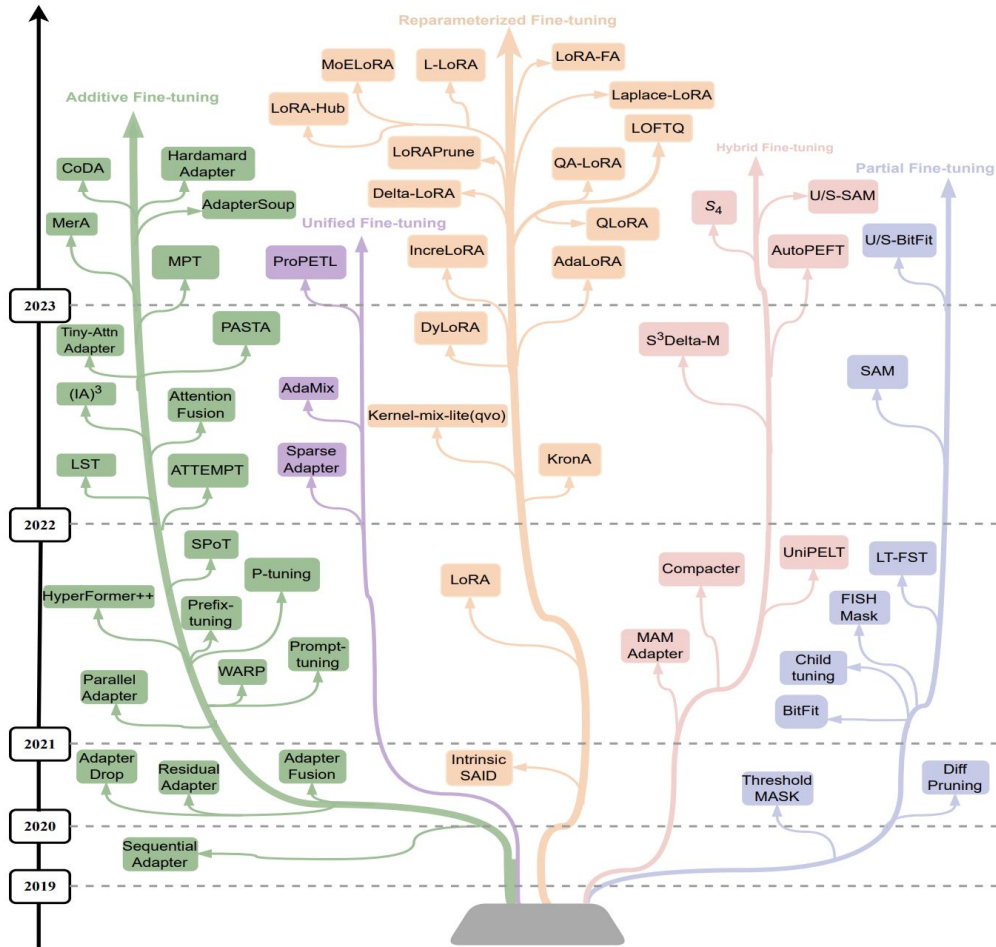 Reparameterized Fine-tuning
MoELoRA
L-LoRA
LoRA-FA
Additive Fine-tuning
LoRA-Hub
Laplace-LoRA
LOFTQ
CoDA
Hardamard
Adapter
LoRAPrune
QA-LoRA
Hybrid Fine-tuning
Partial Fine-tuning
Delta-LoRA
AdapterSoup
S4
U/S-SAM
MerA
Unified Fine-tuning
QLoRA
U/S-BitFit
MPT
ProPETL
IncreLoRA
AdaLoRA
AutoPEFT
2023
Tiny-Attn
Adapter
PASTA
DyLoRA
S3Delta-M
SAM
(IA)3
Attention
Fusion
AdaMix
Kernel-mix-lite(qvo)
LST
ATTEMPT
Sparse
Adapter
KronA
2022
SPoT
UniPELT
LT-FST
P-tuning
LoRA
Compacter
HyperFormer++
Prefix-
tuning
FISH
Mask
MAM
Adapter
Prompt-
tuning
WARP
Child
tuning
Parallel
Adapter
BitFit
2021
Adapter
Drop
Residual
Adapter
Adapter
Fusion
Intrinsic
SAID
Threshold
MASK
Diff
Pruning
2020
Sequential
Adapter
2019